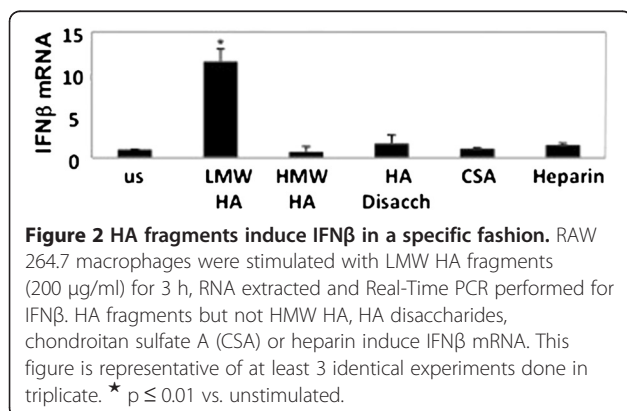 15
*
IFNβ mRNA
10
5
0
us LMW HMW HA CSA Heparin
HA HA Disacch
Figure 2 HA fragments induce IFNβ in a specific fashion. RAW
264.7 macrophages were stimulated with LMW HA fragments
(200 μg/ml) for 3 h, RNA extracted and Real-Time PCR performed for
IFNβ. HA fragments but not HMW HA, HA disaccharides,
chondroitan sulfate A (CSA) or heparin induce IFNβ mRNA. This
figure is representative of at least 3 identical experiments done in
triplicate. ★ p ≤ 0.01 vs. unstimulated.